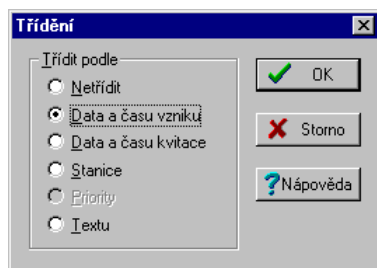 Třídění
Třídit podle
Netřídit
Data a času vzniku
Data a času kvitace
Stanice
Priority
Textu
OK
Storno
Nápověda